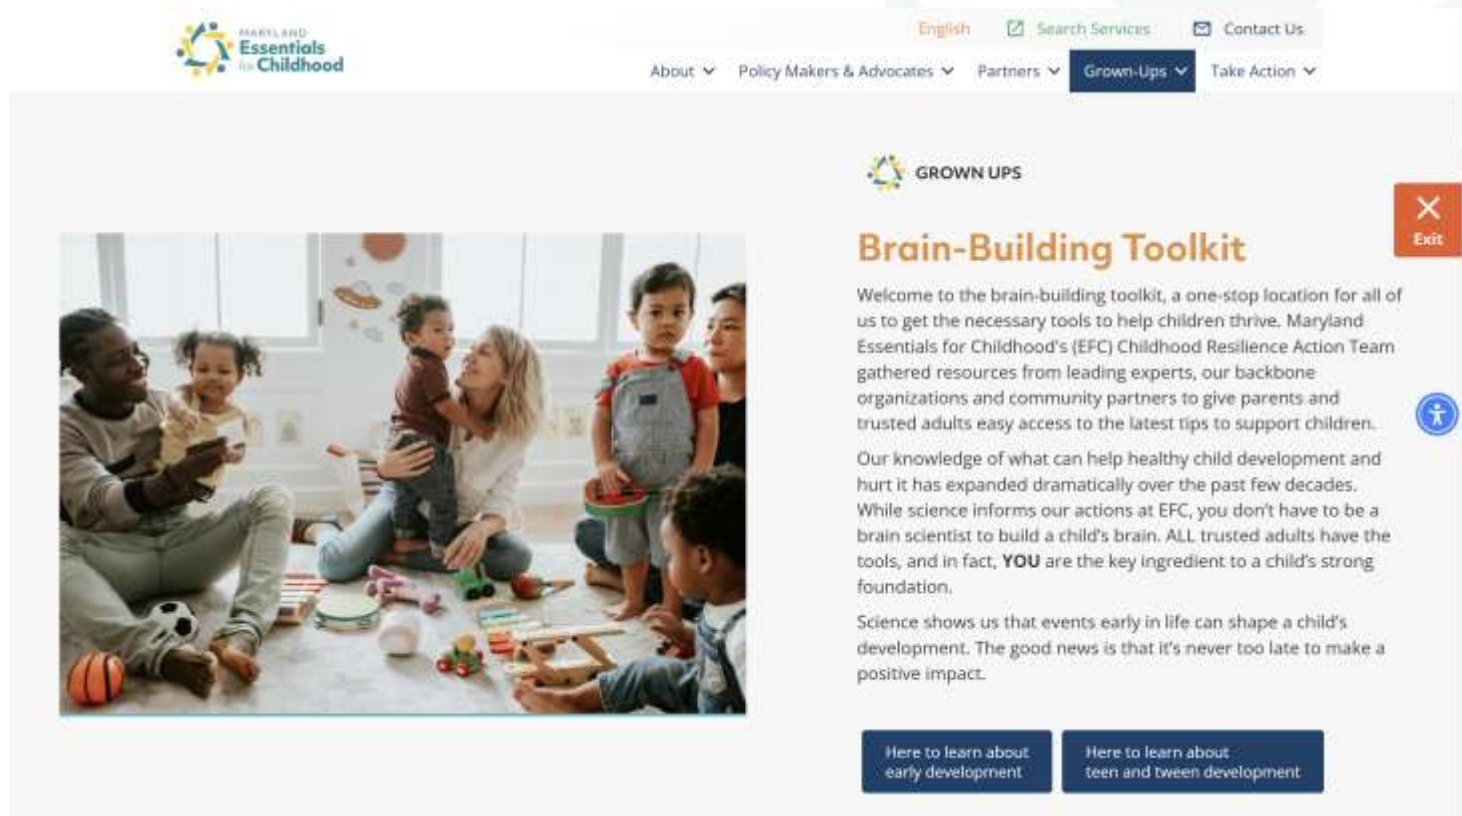 MARYLAND
Essentials
for Childhood
English Search Services Contact Us
About Policy Makers & Advocates Partners Grown-Ups Take Action
GROWN UPS
Exit
Brain-Building Toolkit
Welcome to the brain-building toolkit, a one-stop location for all of
us to get the necessary tools to help children thrive. Maryland
Essentials for Childhood's (EFC) Childhood Resilience Action Team
gathered resources from leading experts, our backbone
organizations and community partners to give parents and
trusted adults easy access to the latest tips to support children.
Our knowledge of what can help healthy child development and
hurt it has expanded dramatically over the past few decades.
While science informs our actions at EFC, you don't have to be a
brain scientist to build a child's brain. ALL trusted adults have the
tools, and in fact, YOU are the key ingredient to a child's strong
foundation.
Science shows us that events early in life can shape a child's
development. The good news is that it's never too late to make a
positive impact.
Here to learn about
early development
Here to learn about
teen and tween development